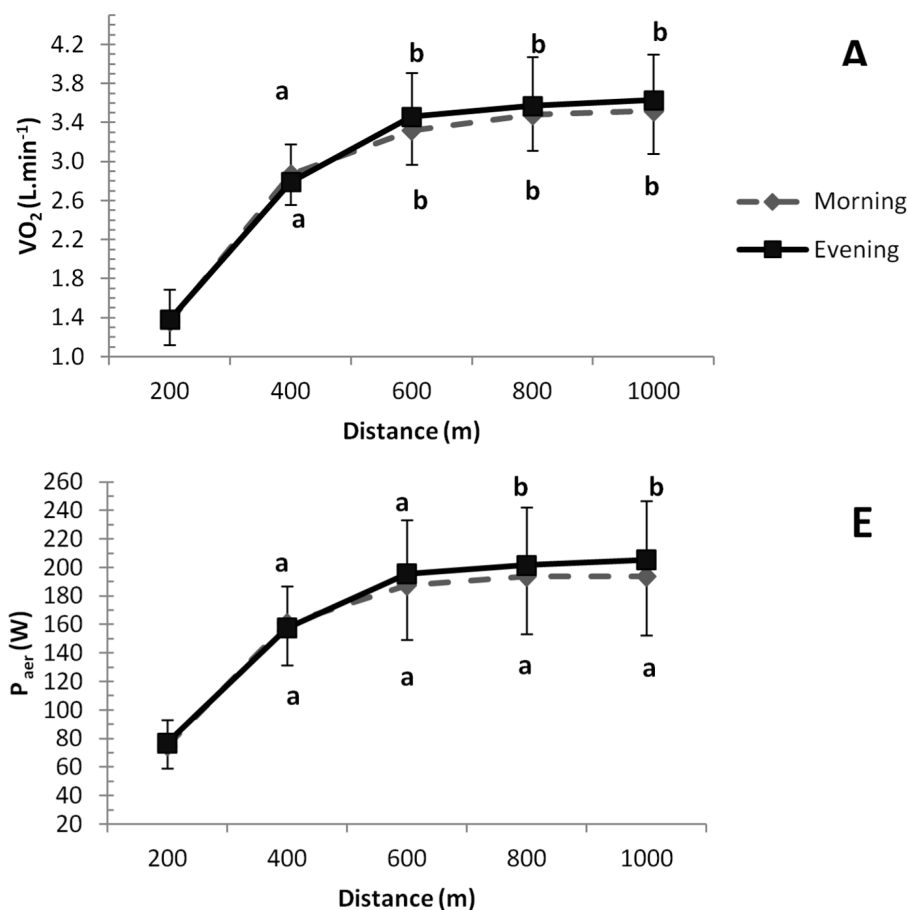 A
VO₂ (L.min⁻¹)
4.2
3.8
3.4
3.0
2.6
2.2
1.8
1.4
1.0
a
b
b
b
a
b
b
b
200
400
600
800
1000
Distance (m)
Morning
Evening
E
P_aer (W)
260
240
220
200
180
160
140
120
100
80
60
40
20
a
a
b
b
a
a
a
a
200
400
600
800
1000
Distance (m)